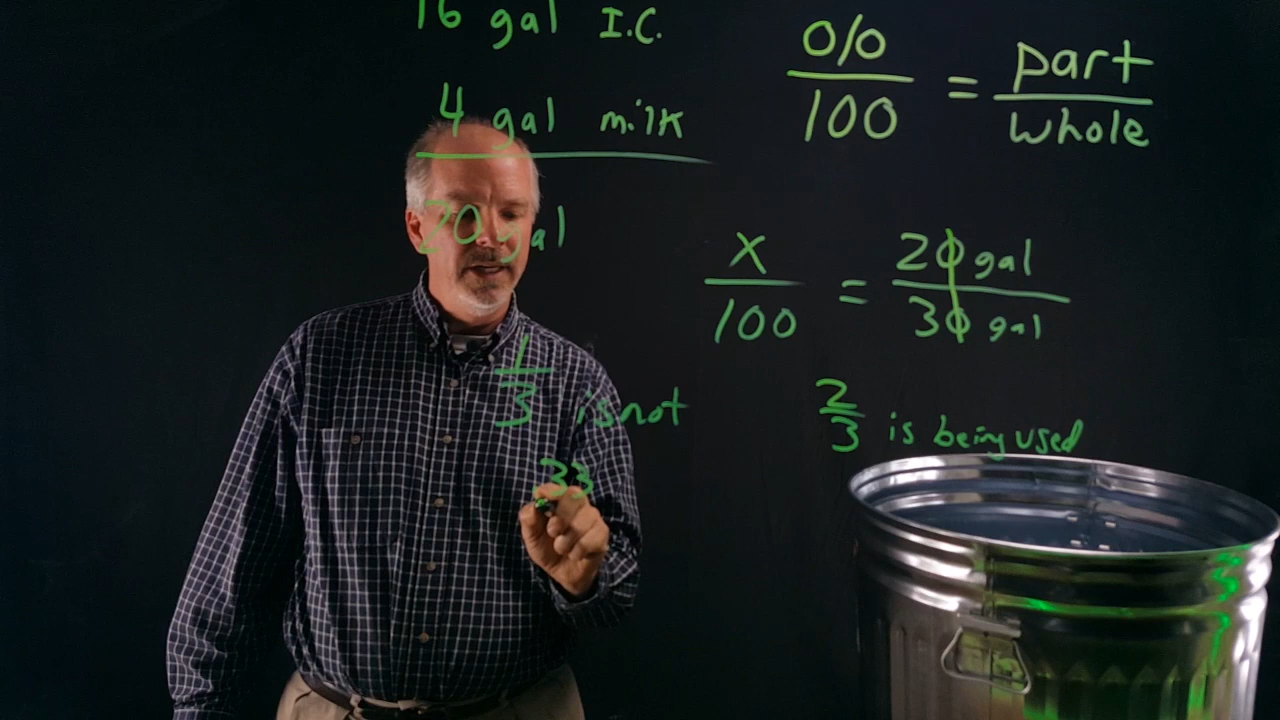 16 gal I.C.
4 gal milk
20 gal
1/3 is not
.33
%/100 = part/whole
x/100 = 20 gal/30 gal
2/3 is being used